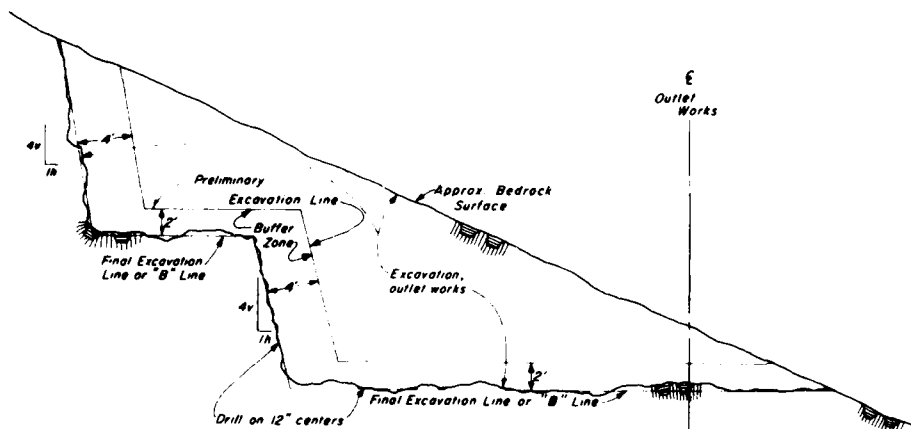 ℄
Outlet
Works
4'
4v
1h
Preliminary
Excavation Line
Approx. Bedrock
Surface
2'
Buffer
Zone
Final Excavation
Line or "B" Line
4'
Excavation,
outlet works
4v
1h
2'
Final Excavation Line or "B" Line
Drill on 12" centers